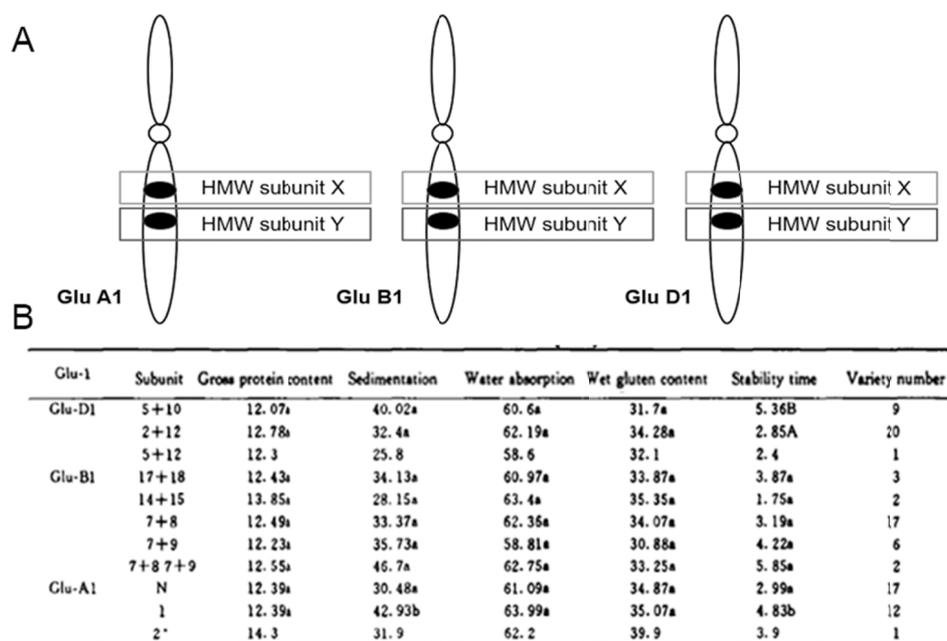 A
HMW subunit X HMW subunit X HMW subunit X
HMW subunit Y HMW subunit Y HMW subunit Y
Glu A1 Glu B1 Glu D1
B
Glu-1 Subunit Gross protein content Sedimentation Water absorption Wet gluten content Stability time Variety number
Glu-D1 5+10 12.07a 40.02a 60.6a 31.7a 5.36B 9
2+12 12.78a 32.4a 62.19a 34.28a 2.85A 20
5+12 12.3 25.8 58.6 32.1 2.4 1
Glu-B1 17+18 12.43a 34.13a 60.97a 33.87a 3.87a 3
14+15 13.85a 28.15a 63.4a 35.35a 1.75a 2
7+8 12.49a 33.37a 62.36a 34.07a 3.19a 17
7+9 12.23a 35.73a 58.81a 30.88a 4.22a 6
7+8 7+9 12.55a 46.7a 62.75a 33.25a 5.85a 2
Glu-A1 N 12.39a 30.48a 61.09a 34.87a 2.99a 17
1 12.39a 42.93b 63.99a 35.07a 4.83b 12
2* 14.3 31.9 62.2 39.9 3.9 1